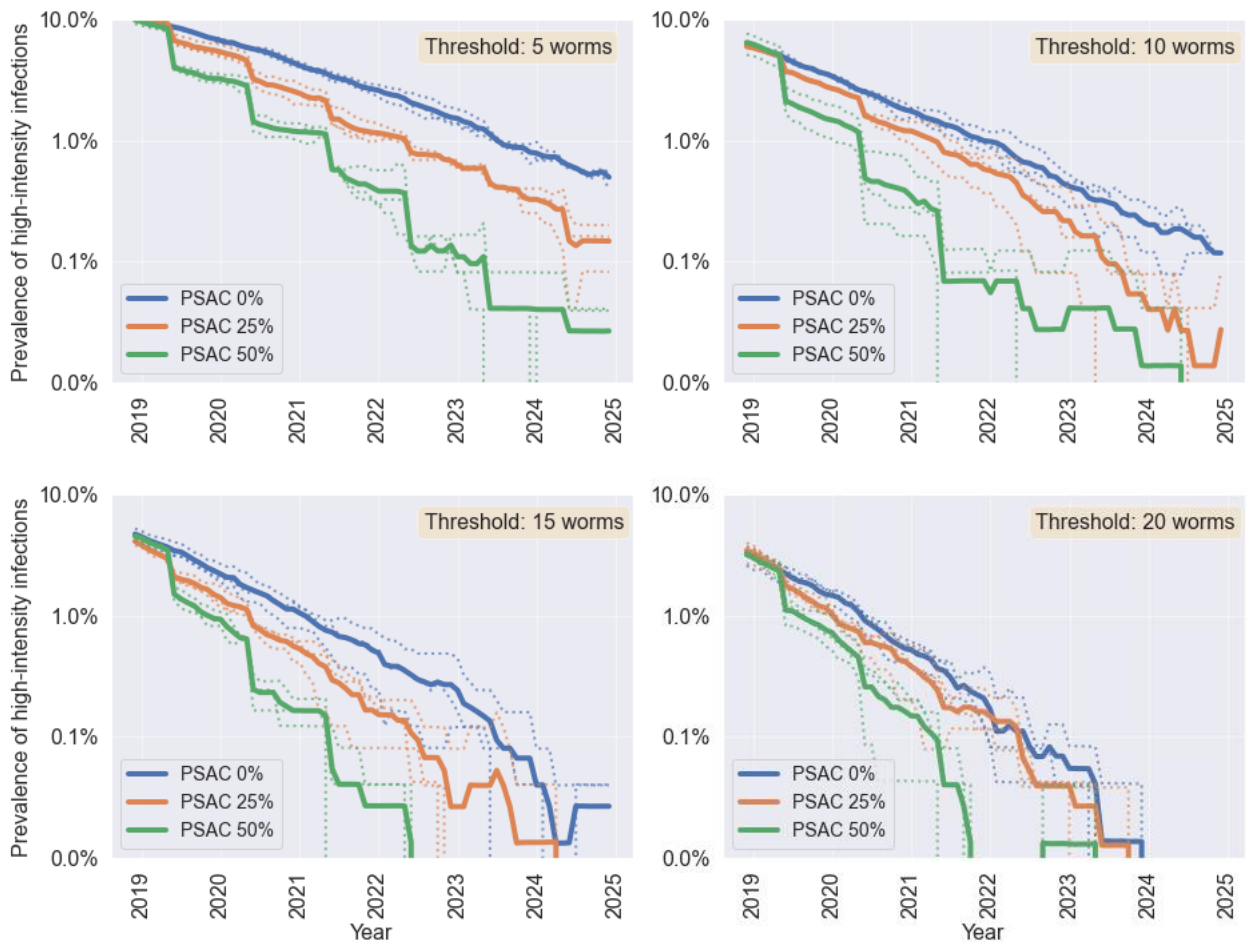 Prevalence of high-intensity infections
10.0%
1.0%
0.1%
0.0%
Threshold: 5 worms
PSAC 0%
PSAC 25%
PSAC 50%
2019
2020
2021
2022
2023
2024
2025
10.0%
1.0%
0.1%
0.0%
Threshold: 10 worms
PSAC 0%
PSAC 25%
PSAC 50%
2019
2020
2021
2022
2023
2024
2025
Prevalence of high-intensity infections
10.0%
1.0%
0.1%
0.0%
Threshold: 15 worms
PSAC 0%
PSAC 25%
PSAC 50%
2019
2020
2021
2022
2023
2024
2025
Year
10.0%
1.0%
0.1%
0.0%
Threshold: 20 worms
PSAC 0%
PSAC 25%
PSAC 50%
2019
2020
2021
2022
2023
2024
2025
Year